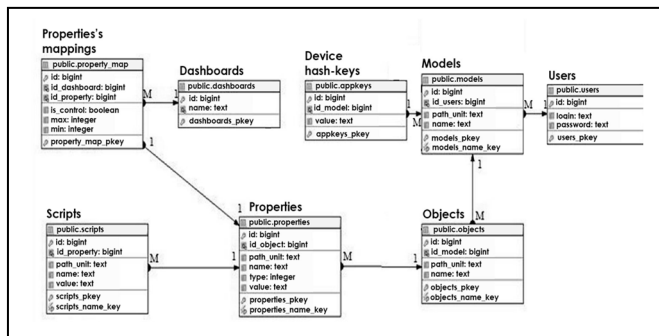 Properties's
mappings
public.property_map
id: bigint
id_dashboard: bigint
id_property: bigint
is_control: boolean
max: integer
min: integer
property_map_pkey
M
1
1
1
Dashboards
public.dashboards
id: bigint
name: text
dashboards_pkey
Device
hash-keys
public.appkeys
id: bigint
id_model: bigint
value: text
appkeys_pkey
1
M
Models
public.models
id: bigint
id_users: bigint
path_unit: text
name: text
models_pkey
models_name_key
M
1
1
M
Users
public.users
id: bigint
login: text
password: text
users_pkey
Scripts
public.scripts
id: bigint
id_property: bigint
path_unit: text
name: text
value: text
scripts_pkey
scripts_name_key
M
1
Properties
public.properties
id: bigint
id_object: bigint
path_unit: text
name: text
type: integer
value: text
properties_pkey
properties_name_key
M
1
Objects
public.objects
id: bigint
id_model: bigint
path_unit: text
name: text
objects_pkey
objects_name_key